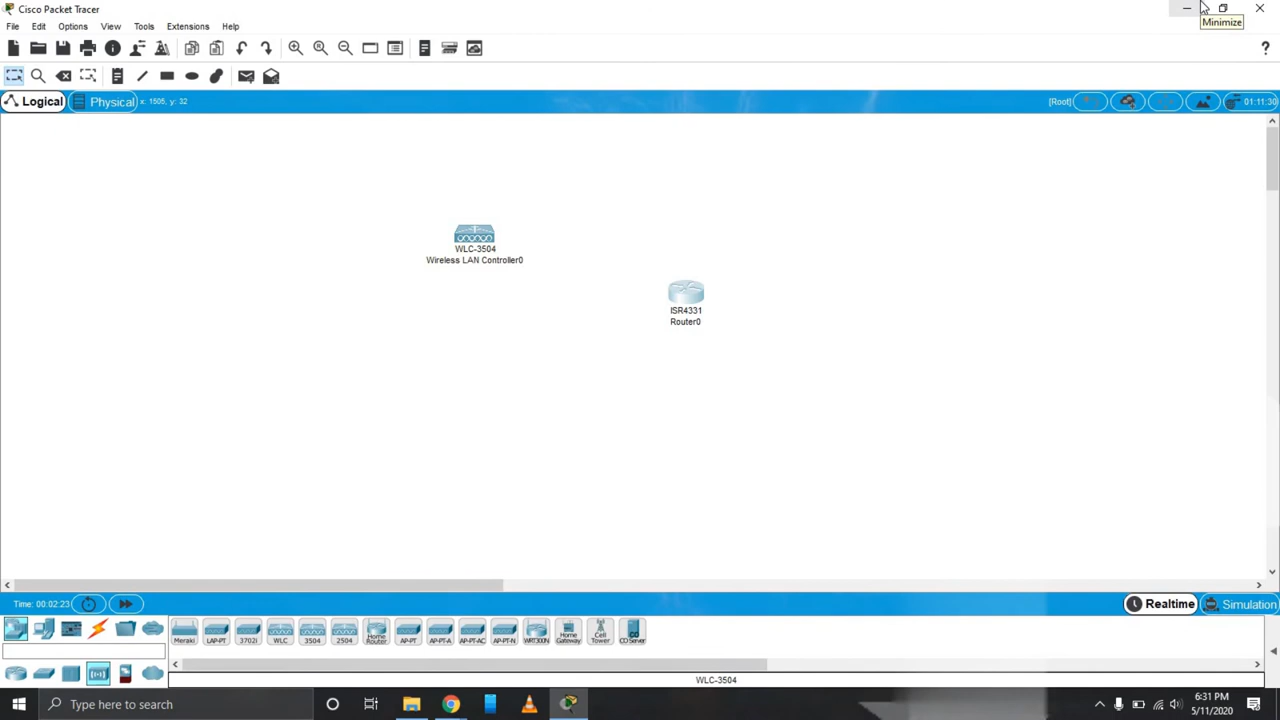 Cisco Packet Tracer
Minimize
File Edit Options View Tools Extensions Help
?
Logical Physical x: 1505, y: 32 [Root] 01:11:30
WLC-3504
Wireless LAN Controller0
ISR4331
Router0
Time: 00:02:23 Realtime Simulation
Meraki LAP-PT 3702i WLC 3504 2504 Home Router AP-PT AP-PT-A AP-PT-AC AP-PT-N WRT300N Home Gateway Cell Tower CO Server
WLC-3504
Type here to search
6:31 PM
5/11/2020